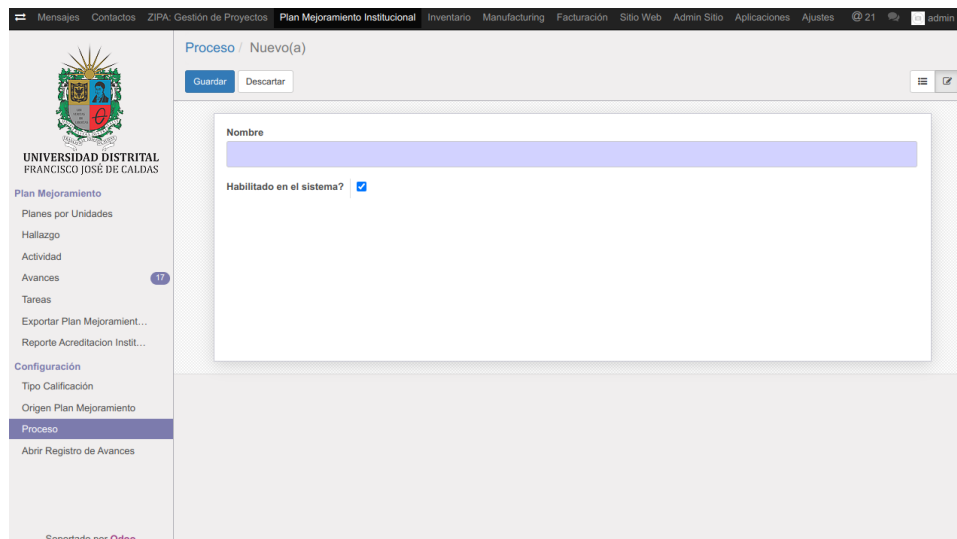 Mensajes Contactos ZIPA: Gestión de Proyectos Plan Mejoramiento Institucional Inventario Manufacturing Facturación Sitio Web Admin Sitio Aplicaciones Ajustes @ 21 admin
Proceso / Nuevo(a)
Guardar Descartar
UNIVERSIDAD DISTRITAL
FRANCISCO JOSÉ DE CALDAS
Plan Mejoramiento
Planes por Unidades
Hallazgo
Actividad
Avances 17
Tareas
Exportar Plan Mejoramient...
Reporte Acreditacion Instit...
Configuración
Tipo Calificación
Origen Plan Mejoramiento
Proceso
Abrir Registro de Avances
Soportado por Odoo
Nombre
Habilitado en el sistema?